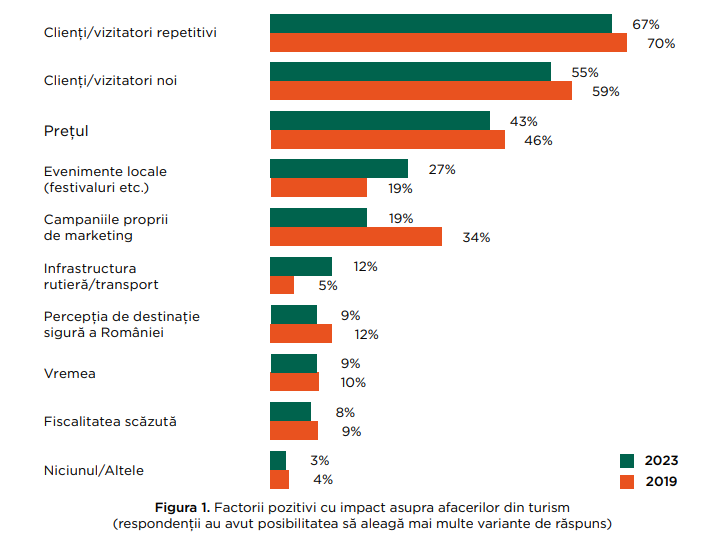 Clienți/vizitatori repetitivi
67%
70%
Clienți/vizitatori noi
55%
59%
Prețul
43%
46%
Evenimente locale
(festivaluri etc.)
27%
19%
Campaniile proprii
de marketing
19%
34%
Infrastructura
rutieră/transport
12%
5%
Percepția de destinație
sigură a României
9%
12%
Vremea
9%
10%
Fiscalitatea scăzută
8%
9%
Niciunul/Altele
3%
4%
2023
2019
Figura 1. Factorii pozitivi cu impact asupra afacerilor din turism
(respondenții au avut posibilitatea să aleagă mai multe variante de răspuns)